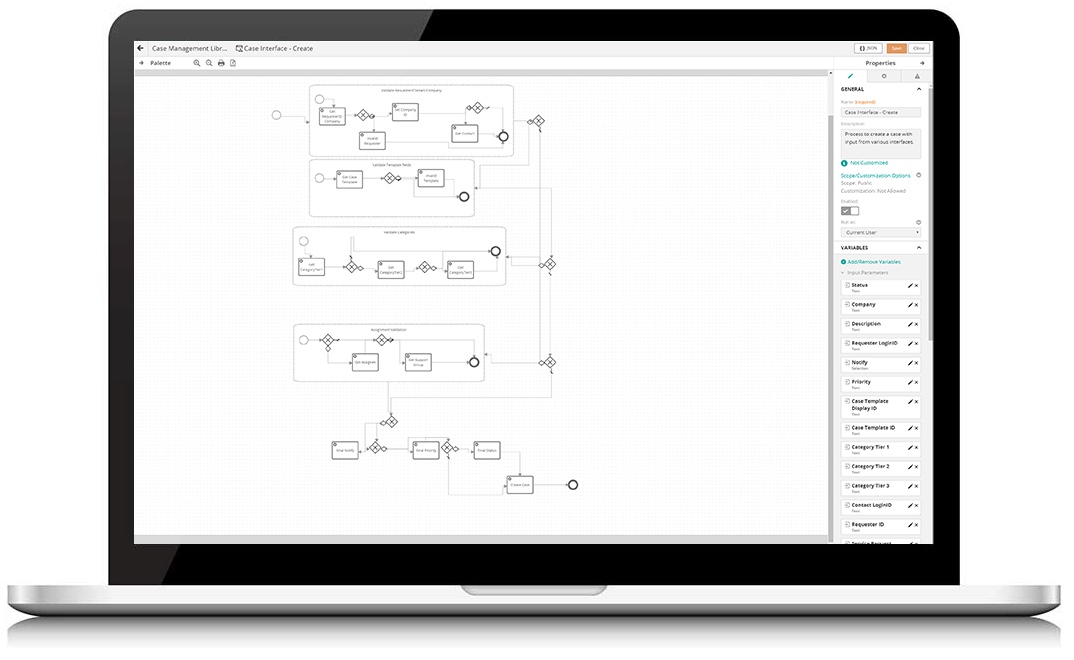 Case Management Libr...
Case Interface - Create
JSON
Save
Close
Palette
Properties
GENERAL
Name (required)
Case Interface - Create
Description
Process to create a case with
input from various interfaces.
Not Customized
Scope/Customization Options
Scope: Public
Customization: Not Allowed
Enabled
Run as
Current User
VARIABLES
Add/Remove Variables
Input Parameters
Status
Text
Company
Text
Description
Text
Requester LoginID
Text
Notify
Selection
Priority
Text
Case Template
Display ID
Text
Case Template ID
Text
Category Tier 1
Text
Category Tier 2
Text
Category Tier 3
Text
Contact LoginID
Text
Requester ID
Text
Service Request
Validate Requester/Tenant Company
Get
RequesterID
Company
Set Company
ID
Invalid
Requester
Get Contact
Validate Template fields
Get Case
Template
Invalid
Template
Validate Categories
Get
CategoryTier1
Get
CategoryTier2
Get
CategoryTier3
Assignment Validation
Get Assignee
Get Support
Group
Final Notify
Final Priority
Final Status
Create Case